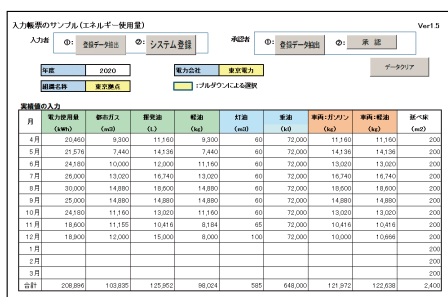 入力帳票のサンプル(エネルギー使用量) Ver1.5
入力者 ①: 登録データ抽出 ②: システム登録 承認者 ①: 登録データ抽出 ②: 承 認
年度 2020 電力会社 東京電力 データクリア
組織名称 東京拠点 :プルダウンによる選択
実績値の入力
月 電力使用量 都市ガス 揮発油 軽油 灯油 重油 車両:ガソリン 車両:軽油 延べ床
(kWh) (m3) (L) (kg) (m3) (kl) (kg) (kg) (m2)
4月 20,460 9,300 11,160 9,300 60 72,000 11,160 11,160 200
5月 21,576 7,440 14,136 7,440 60 72,000 14,136 14,136 200
6月 24,180 10,000 12,000 11,160 60 72,000 13,020 13,020 200
7月 26,000 13,020 16,740 13,020 60 72,000 16,740 16,740 200
8月 30,000 14,880 18,600 14,880 60 72,000 18,600 18,600 200
9月 25,000 14,880 14,880 14,880 60 72,000 14,880 14,880 200
10月 24,180 11,160 13,020 11,160 60 72,000 13,020 13,020 200
11月 18,600 11,155 10,416 8,184 65 72,000 10,416 10,416 200
12月 18,900 12,000 15,000 8,000 100 72,000 10,000 10,666 200
1月 200
2月 200
3月 200
合計 208,896 103,835 125,952 98,024 585 648,000 121,972 122,638 2,400